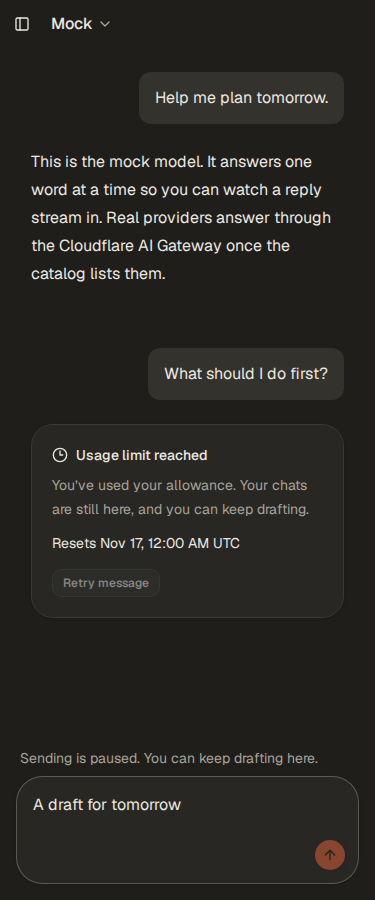 Mock
Help me plan tomorrow.
This is the mock model. It answers one
word at a time so you can watch a reply
stream in. Real providers answer through
the Cloudflare AI Gateway once the
catalog lists them.
What should I do first?
Usage limit reached
You've used your allowance. Your chats
are still here, and you can keep drafting.
Resets Nov 17, 12:00 AM UTC
Retry message
Sending is paused. You can keep drafting here.
A draft for tomorrow